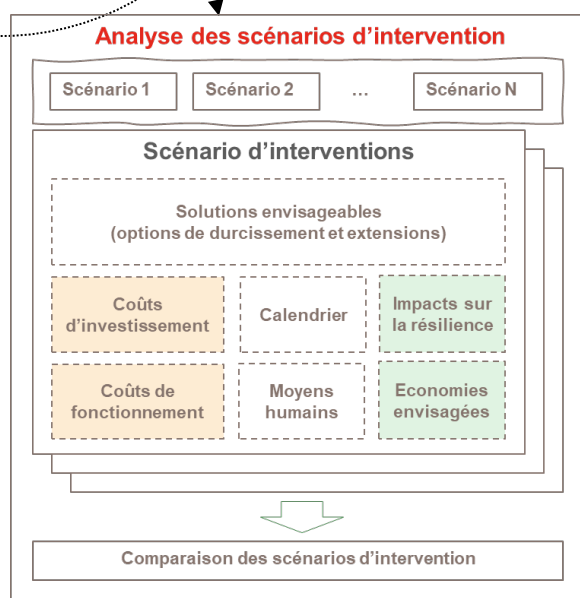 Analyse des scénarios d’intervention
Scénario 1
Scénario 2
…
Scénario N
Scénario d’interventions
Solutions envisageables
(options de durcissement et extensions)
Coûts
d’investissement
Calendrier
Impacts sur
la résilience
Coûts de
fonctionnement
Moyens
humains
Economies
envisagées
Comparaison des scénarios d’intervention